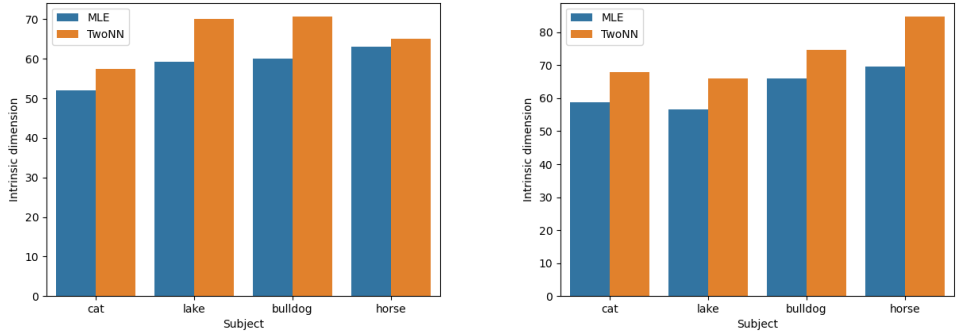 70
60
50
40
30
20
10
0
Intrinsic dimension
MLE
TwoNN
cat lake bulldog horse
Subject
80
70
60
50
40
30
20
10
0
Intrinsic dimension
MLE
TwoNN
cat lake bulldog horse
Subject